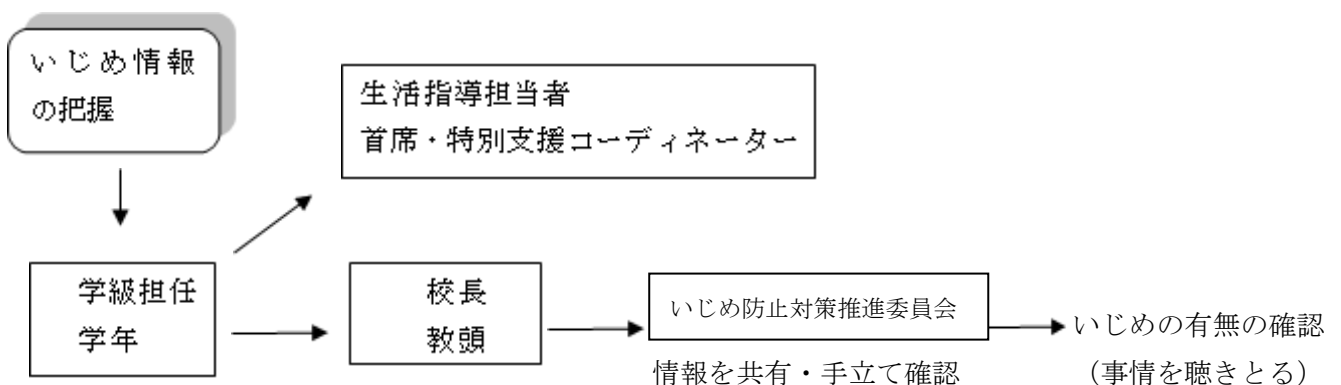 いじめ情報
の把握
生活指導担当者
首席・特別支援コーディネーター
学級担任
学年
校長
教頭
いじめ防止対策推進委員会
情報を共有・手立て確認
いじめの有無の確認
（事情を聴きとる）